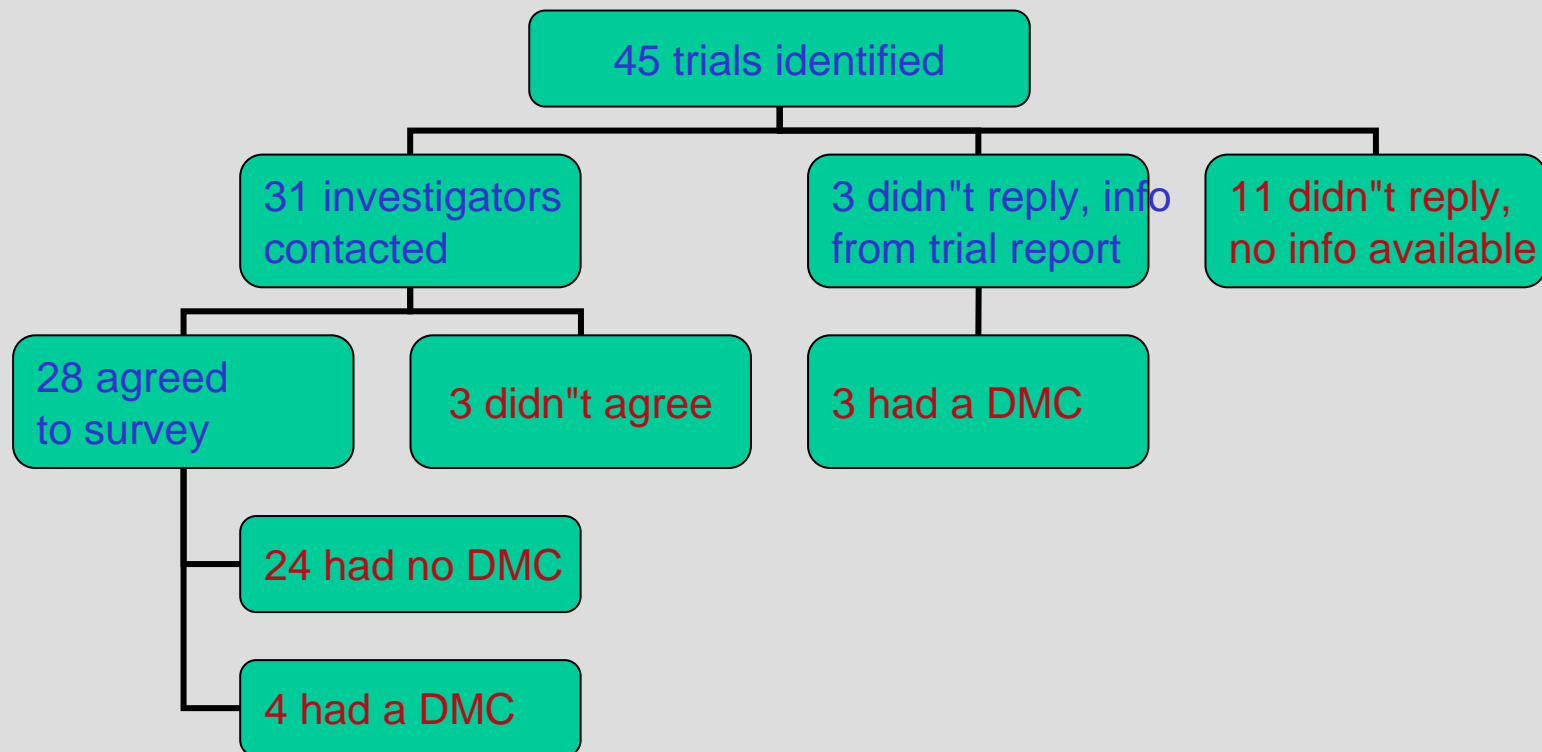 45 trials identified
31 investigators
contacted
3 didn"t reply, info
from trial report
11 didn"t reply,
no info available
28 agreed
to survey
3 didn"t agree
3 had a DMC
24 had no DMC
4 had a DMC